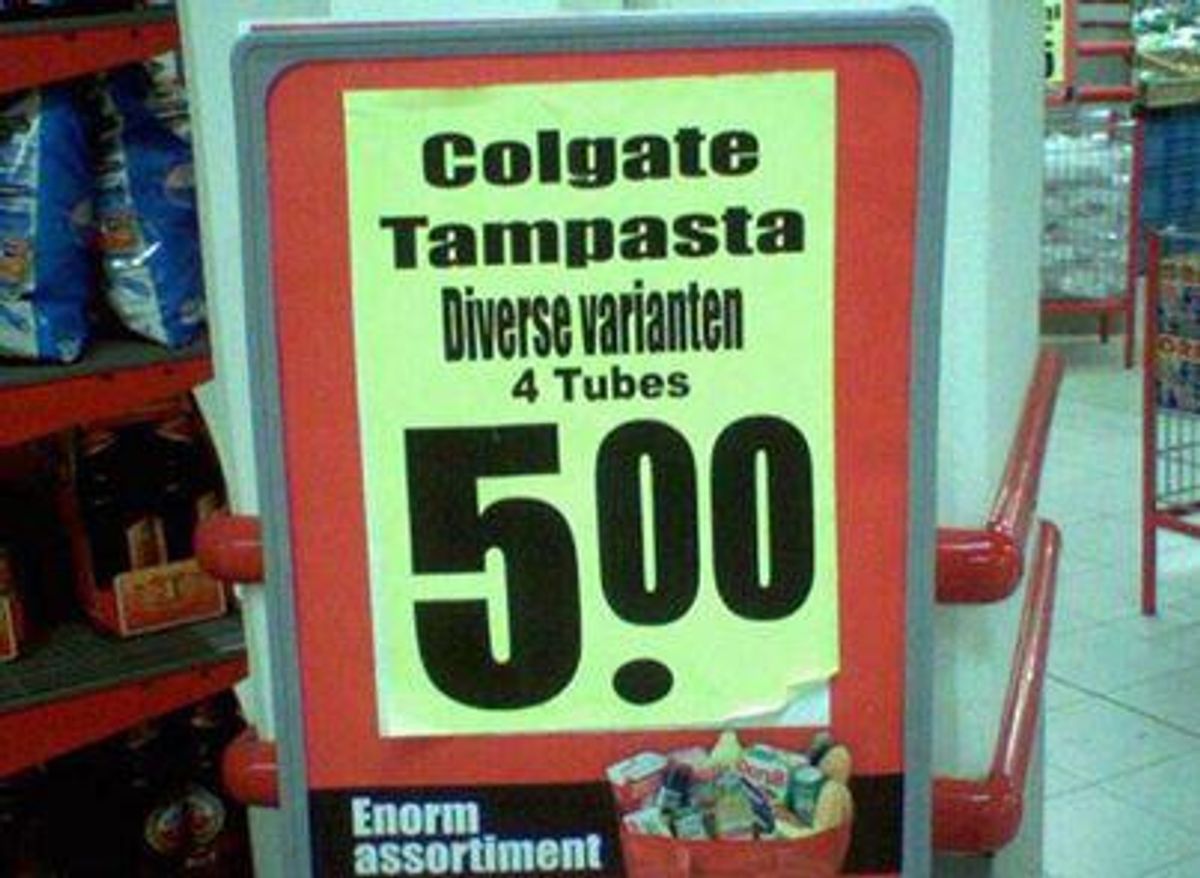 Colgate
Tampasta
Diverse varianten
4 Tubes
5.00
Enorm
assortiment